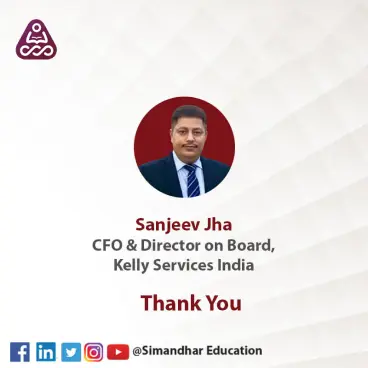 Sanjeev Jha
CFO & Director on Board,
Kelly Services India
Thank You
@Simandhar Education